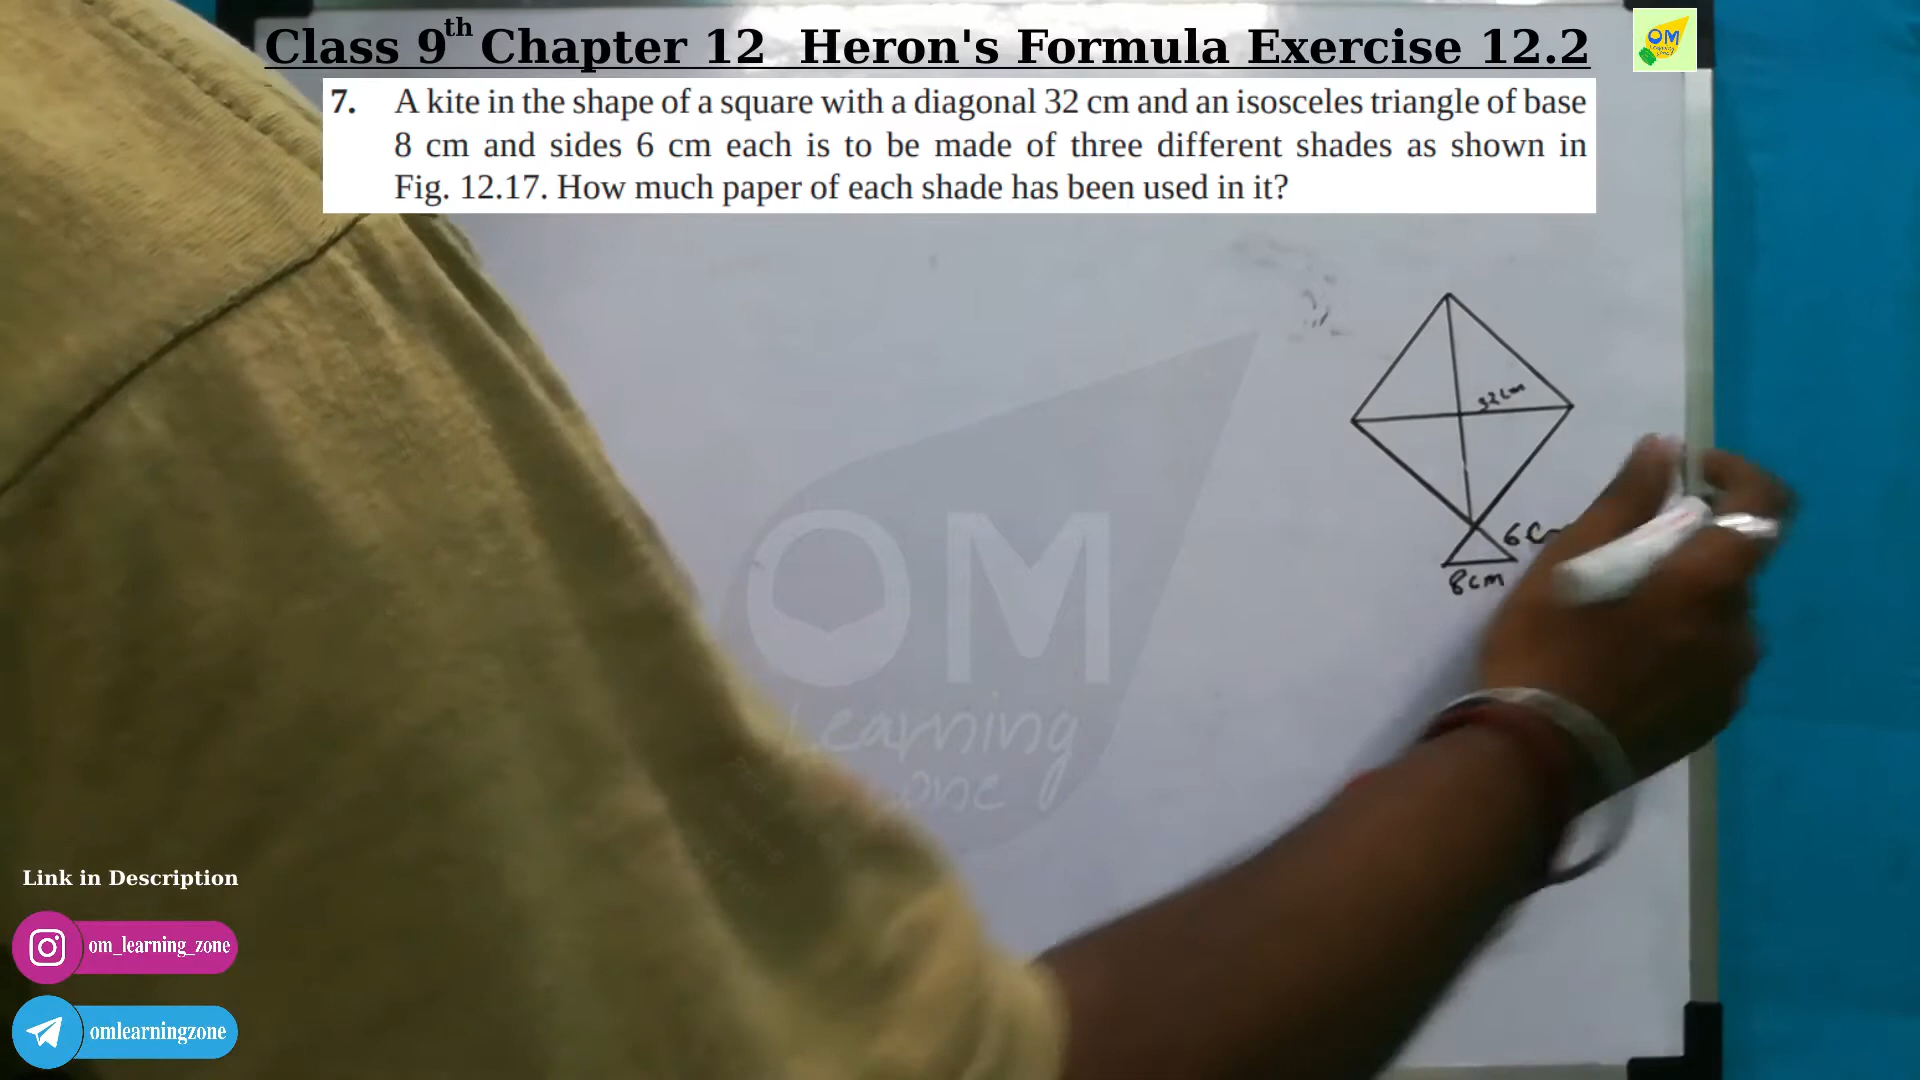 Class 9th Chapter 12 Heron's Formula Exercise 12.2
OM
7. A kite in the shape of a square with a diagonal 32 cm and an isosceles triangle of base
8 cm and sides 6 cm each is to be made of three different shades as shown in
Fig. 12.17. How much paper of each shade has been used in it?
32cm
6c
8cm
OM
Learning
zone
Link in Description
om_learning_zone
omlearningzone